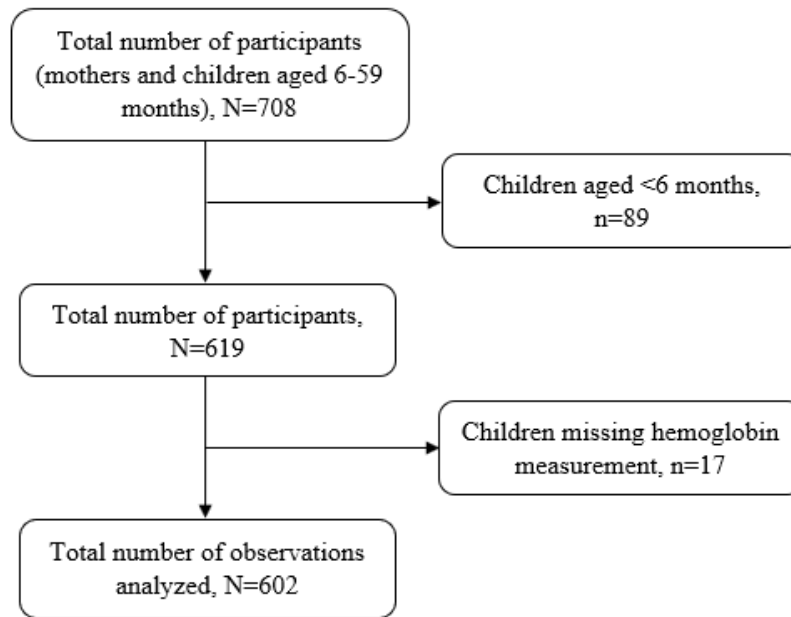 Total number of participants
(mothers and children aged 6-59
months), N=708
Children aged <6 months,
n=89
Total number of participants,
N=619
Children missing hemoglobin
measurement, n=17
Total number of observations
analyzed, N=602